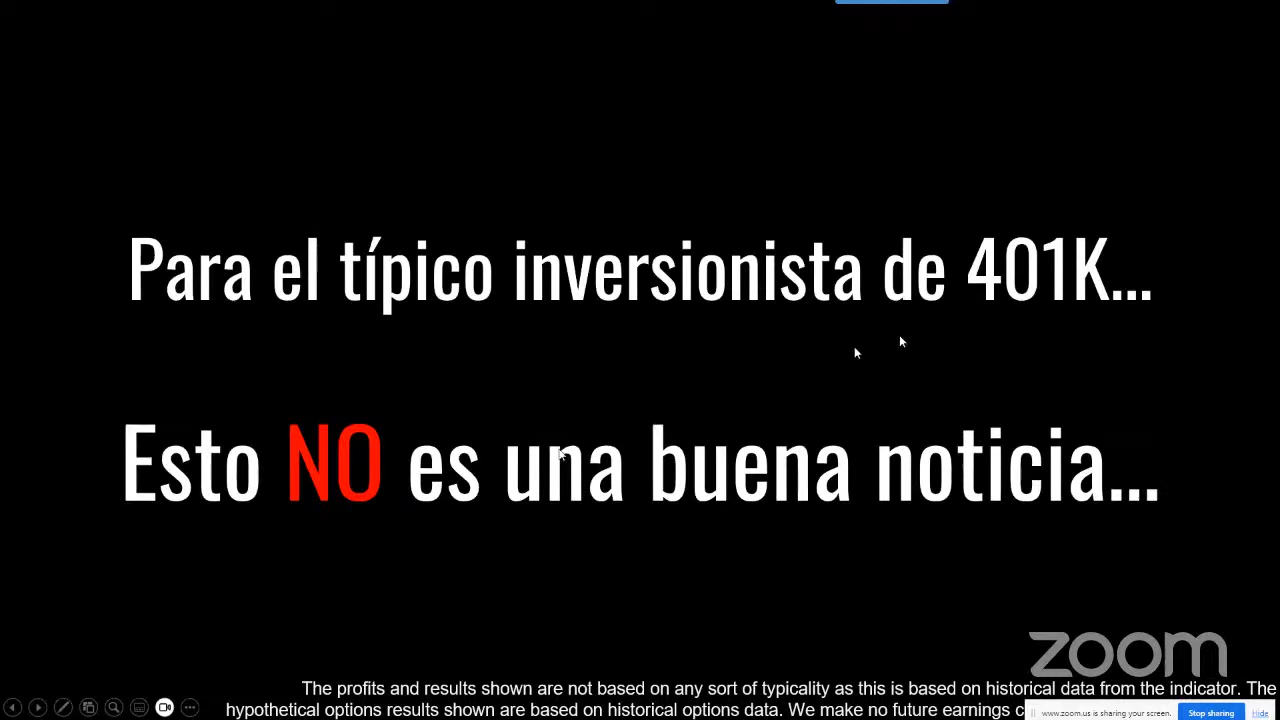 Para el típico inversionista de 401K...
Esto NO es una buena noticia...
zoom
The profits and results shown are not based on any sort of typicality as this is based on historical data from the indicator. The
hypothetical options results shown are based on historical options data. We make no future earnings c
www.zoom.us is sharing your screen.
Stop sharing
Hide